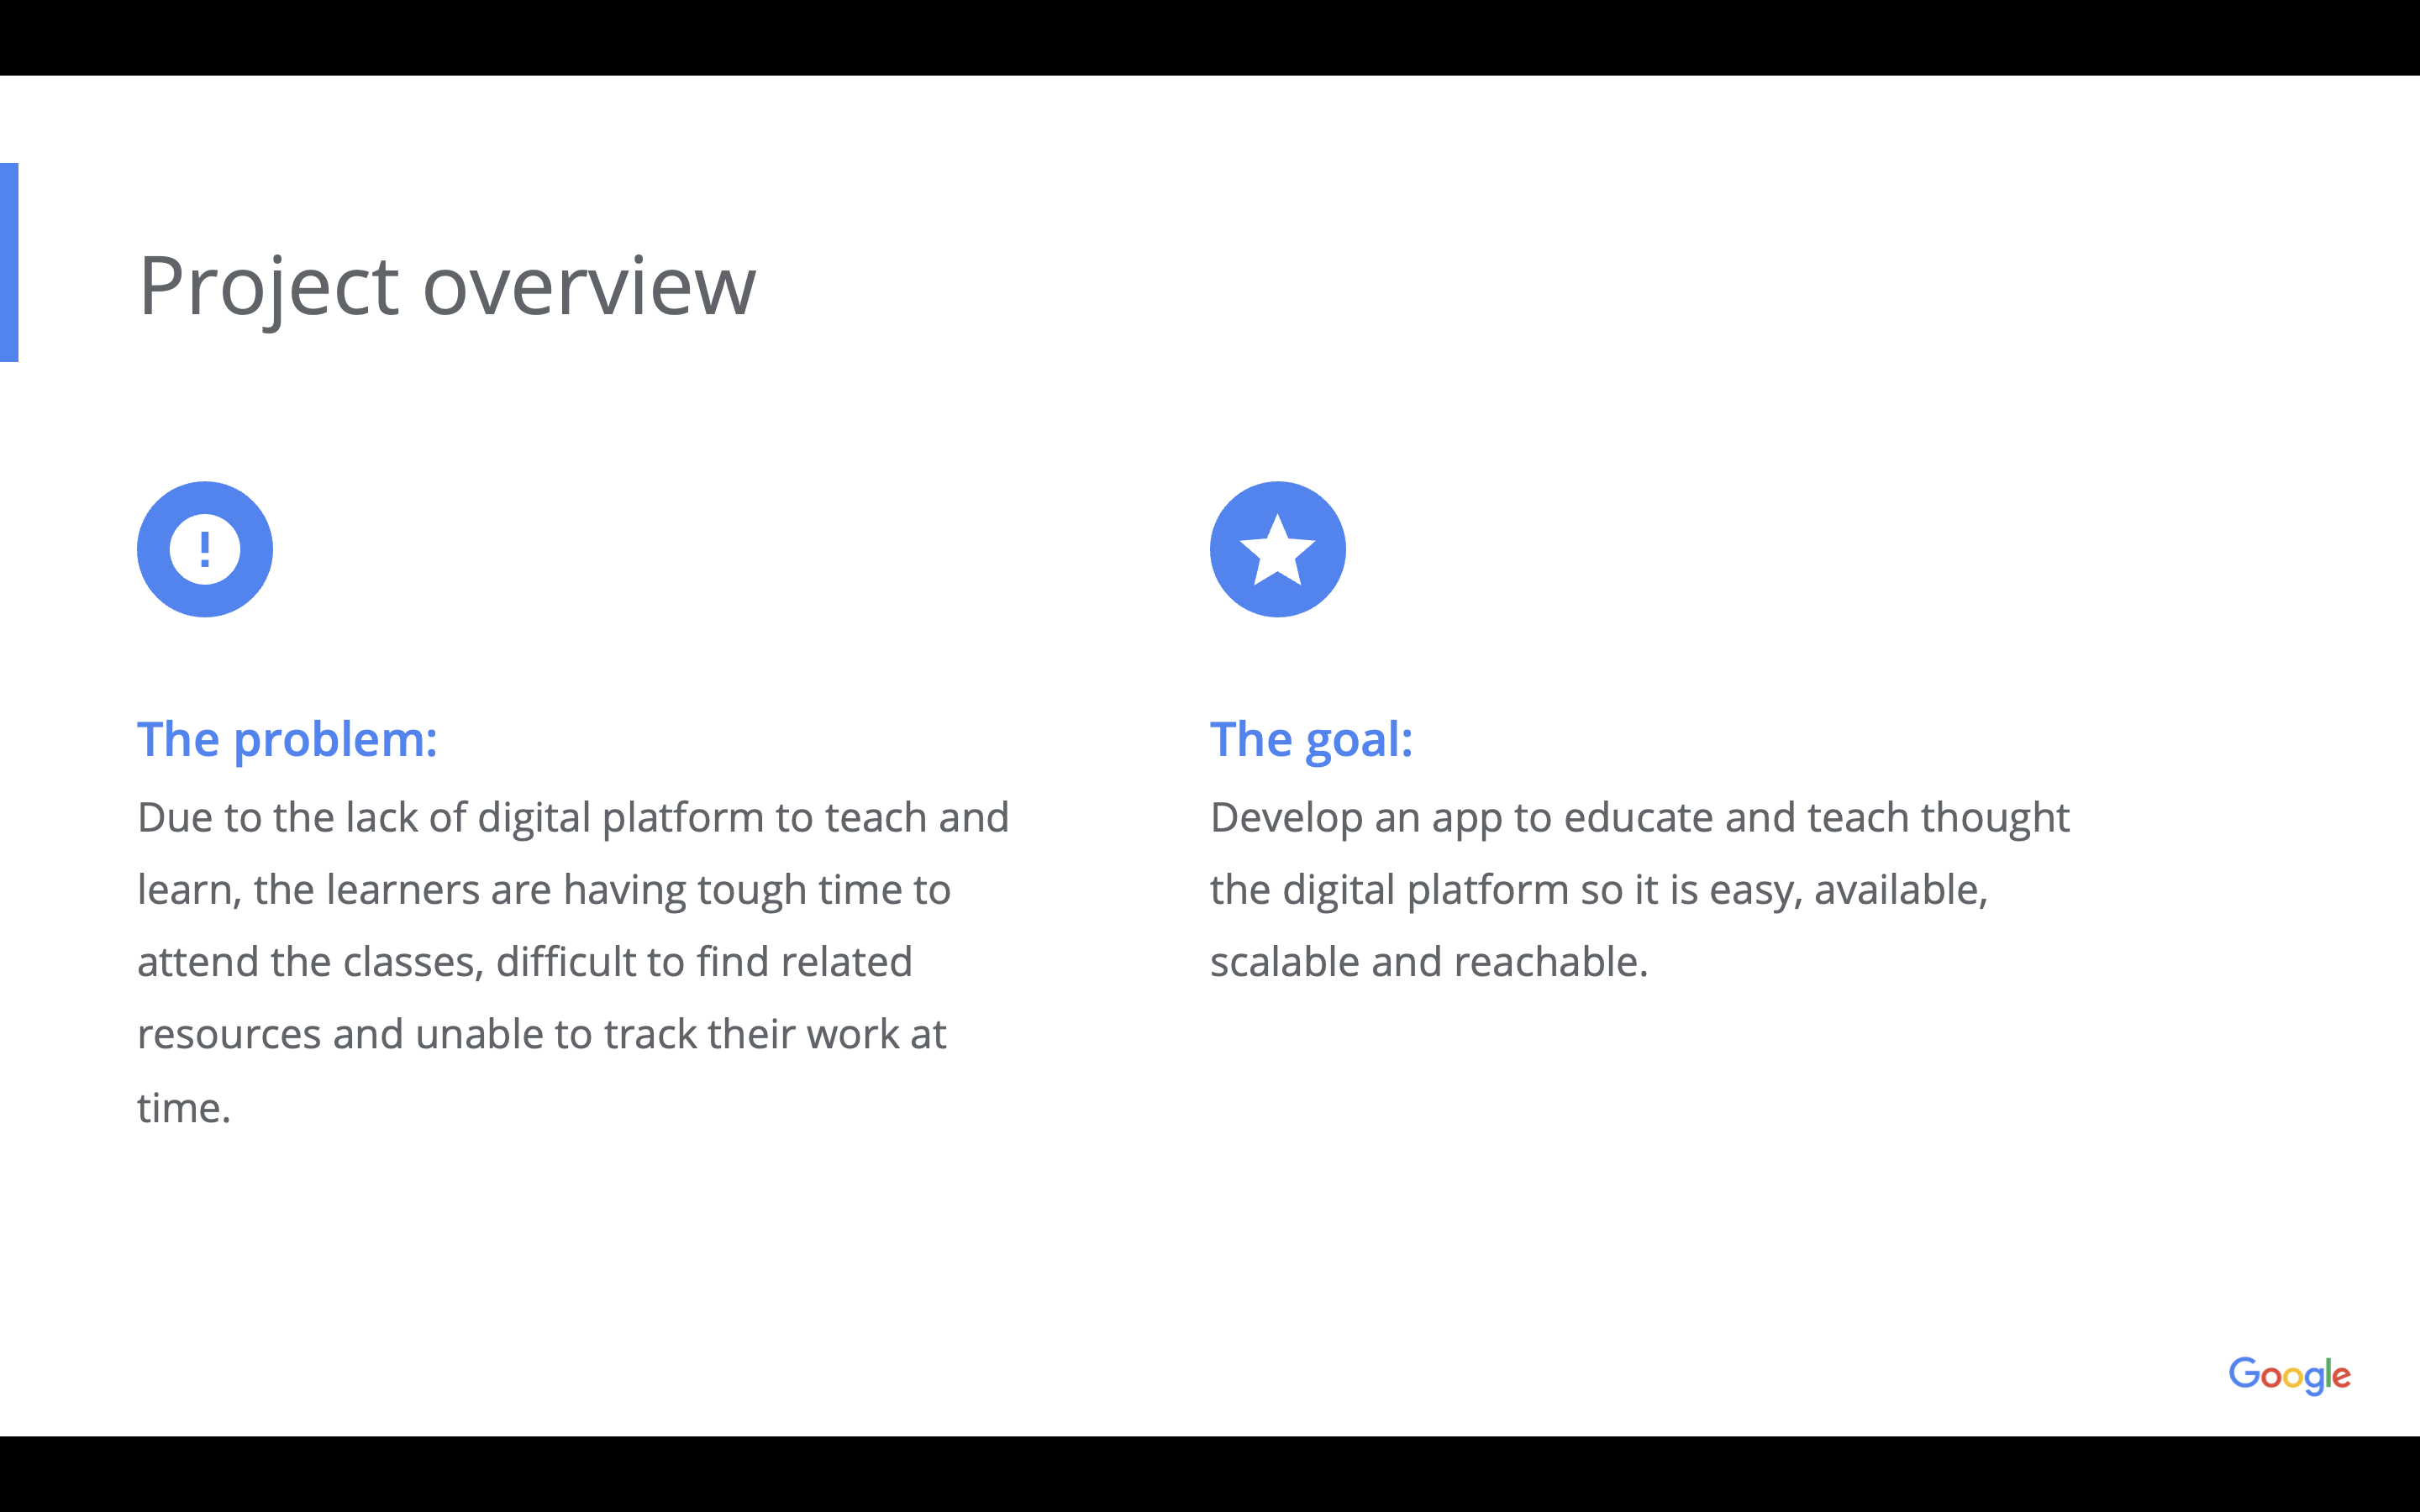 Project overview
The problem:
Due to the lack of digital platform to teach and
learn, the learners are having tough time to
attend the classes, difficult to find related
resources and unable to track their work at
time.
The goal:
Develop an app to educate and teach thought
the digital platform so it is easy, available,
scalable and reachable.
Google